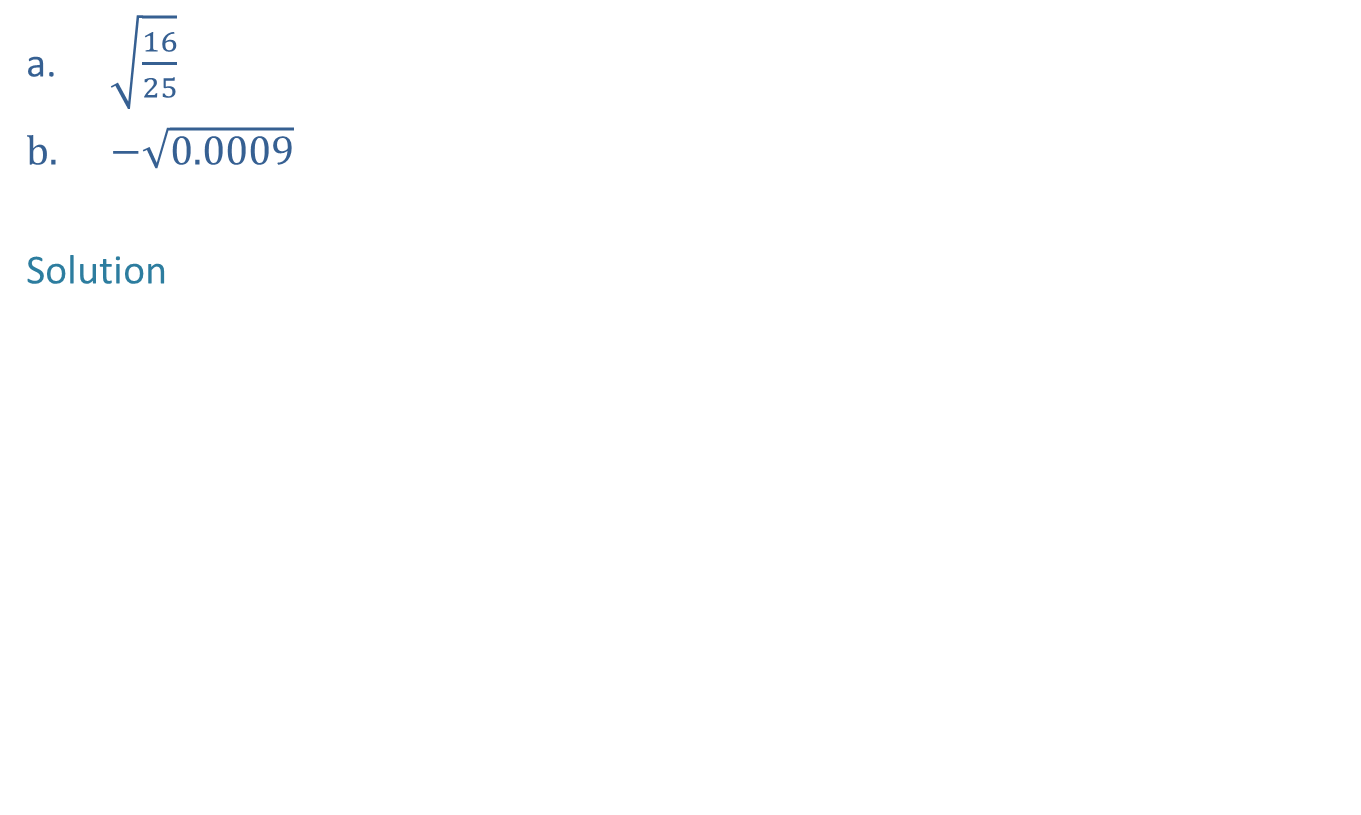 a. √(16/25)
b. −√0.0009
Solution